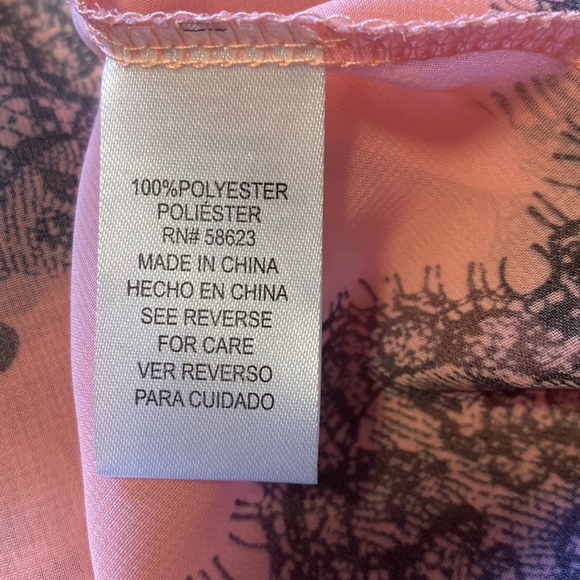 100%POLYESTER
POLIÉSTER
RN# 58623
MADE IN CHINA
HECHO EN CHINA
SEE REVERSE
FOR CARE
VER REVERSO
PARA CUIDADO